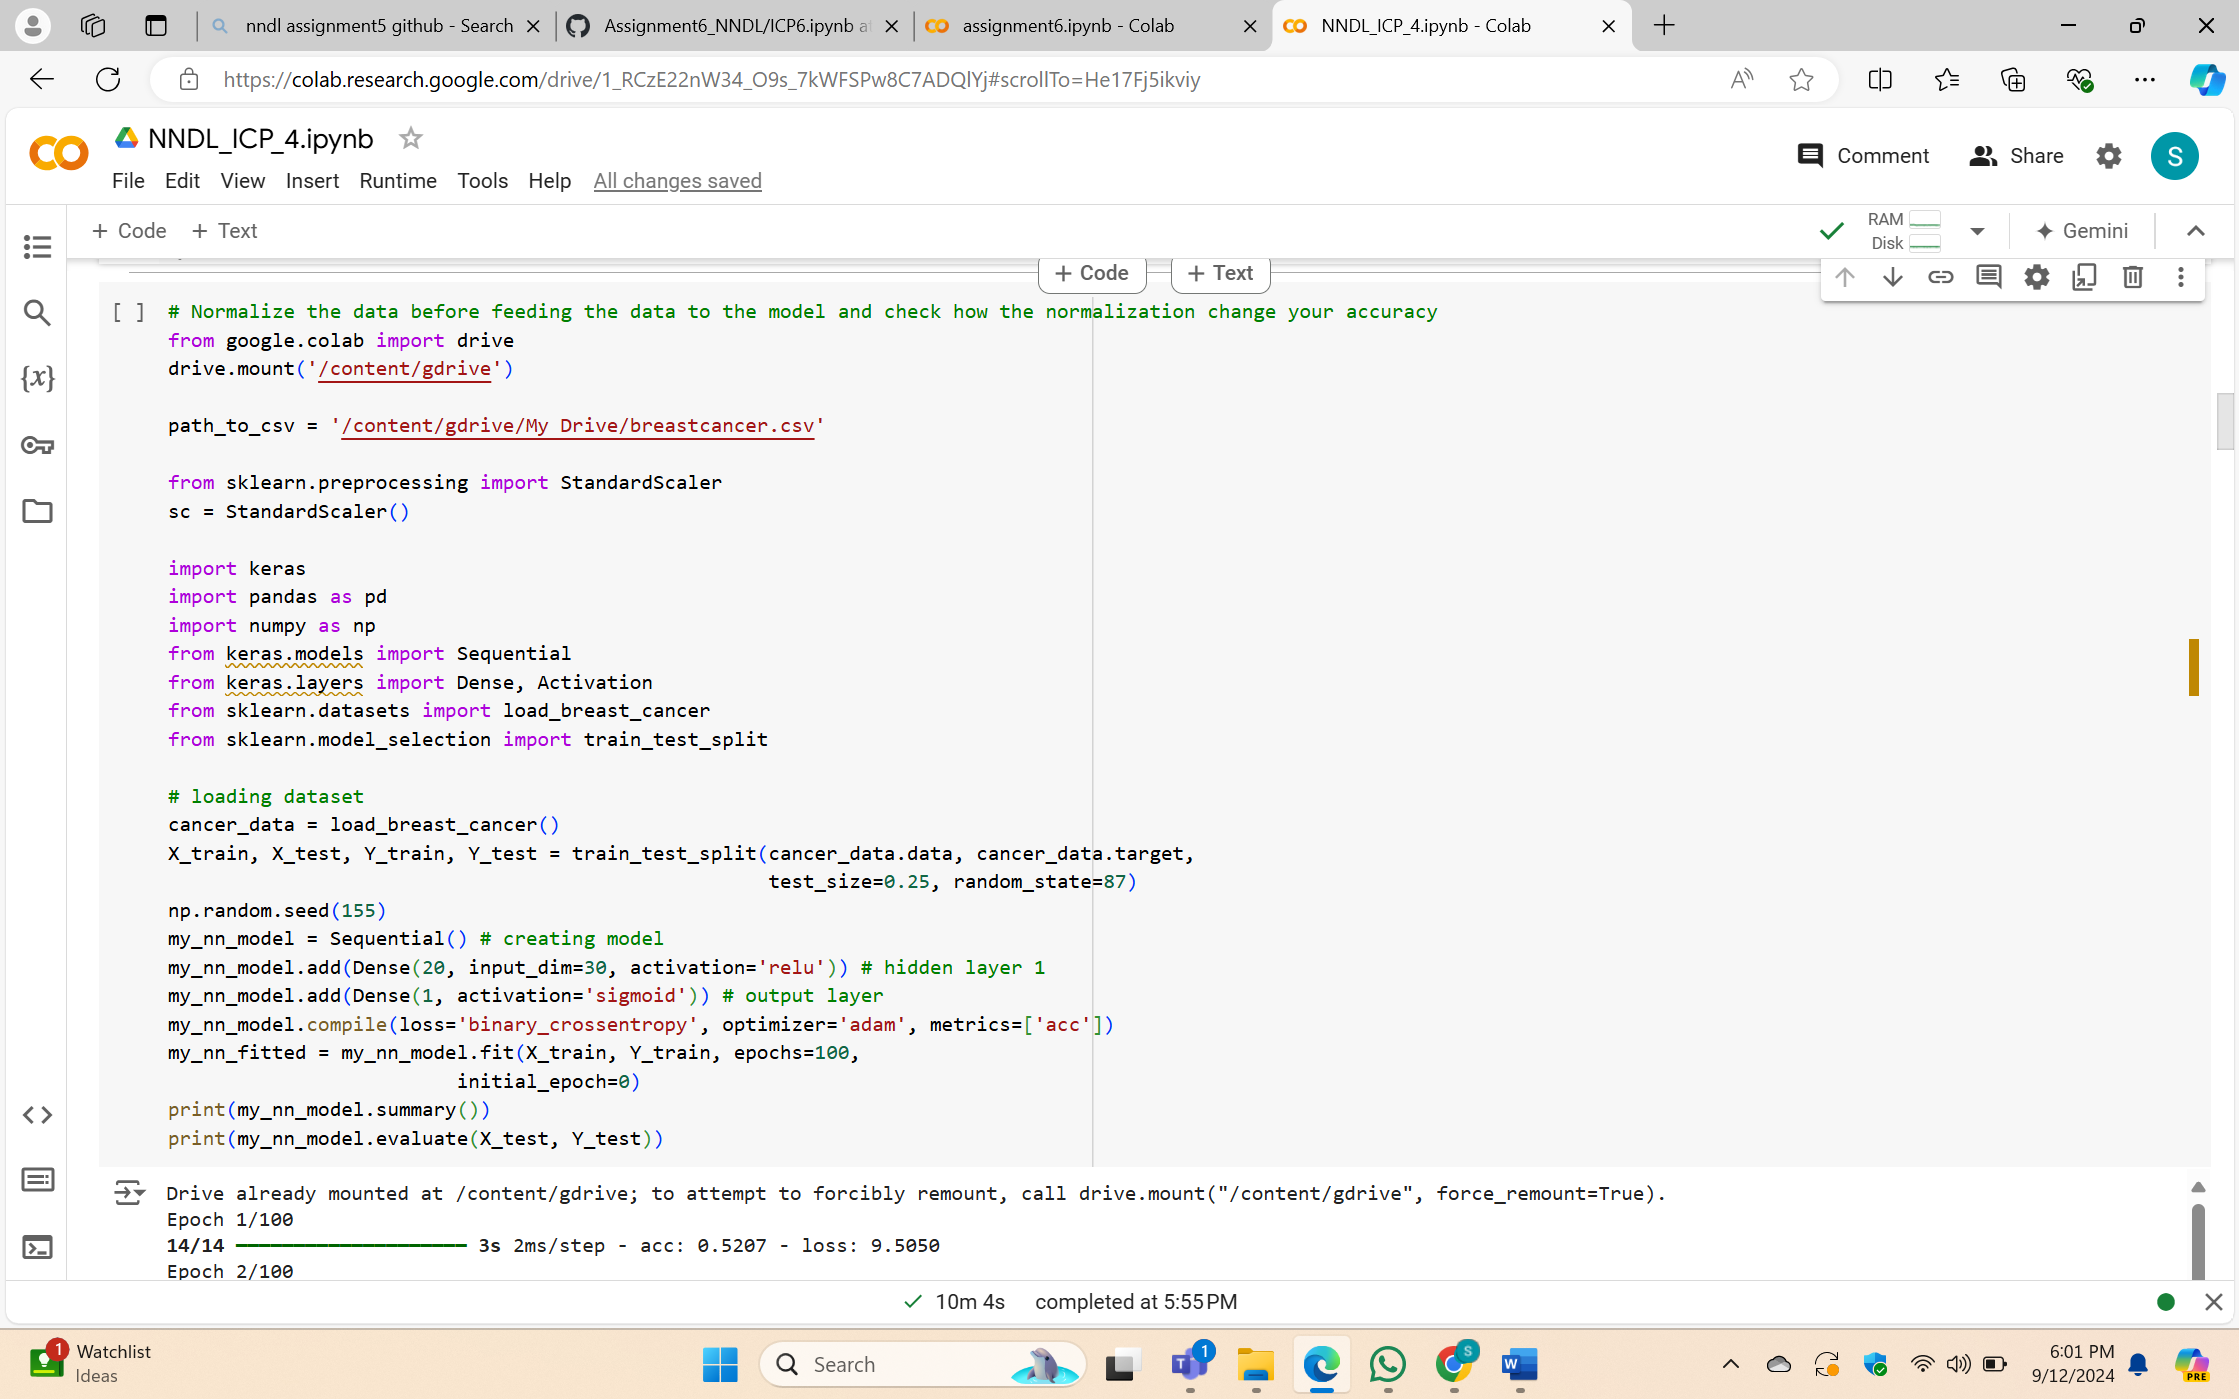 nndl assignment5 github - Search
Assignment6_NNDL/ICP6.ipynb at
assignment6.ipynb - Colab
NNDL_ICP_4.ipynb - Colab
https://colab.research.google.com/drive/1_RCzE22nW34_O9s_7kWFSPw8C7ADQlYj#scrollTo=He17Fj5ikviy
NNDL_ICP_4.ipynb
Comment
Share
S
File Edit View Insert Runtime Tools Help All changes saved
+ Code + Text
RAM
Disk
Gemini
+ Code
+ Text
[ ] # Normalize the data before feeding the data to the model and check how the normalization change your accuracy
from google.colab import drive
drive.mount('/content/gdrive')
path_to_csv = '/content/gdrive/My Drive/breastcancer.csv'
from sklearn.preprocessing import StandardScaler
sc = StandardScaler()
import keras
import pandas as pd
import numpy as np
from keras.models import Sequential
from keras.layers import Dense, Activation
from sklearn.datasets import load_breast_cancer
from sklearn.model_selection import train_test_split
# loading dataset
cancer_data = load_breast_cancer()
X_train, X_test, Y_train, Y_test = train_test_split(cancer_data.data, cancer_data.target,
test_size=0.25, random_state=87)
np.random.seed(155)
my_nn_model = Sequential() # creating model
my_nn_model.add(Dense(20, input_dim=30, activation='relu')) # hidden layer 1
my_nn_model.add(Dense(1, activation='sigmoid')) # output layer
my_nn_model.compile(loss='binary_crossentropy', optimizer='adam', metrics=['acc'])
my_nn_fitted = my_nn_model.fit(X_train, Y_train, epochs=100,
initial_epoch=0)
print(my_nn_model.summary())
print(my_nn_model.evaluate(X_test, Y_test))
Drive already mounted at /content/gdrive; to attempt to forcibly remount, call drive.mount("/content/gdrive", force_remount=True).
Epoch 1/100
14/14 ━━━━━━━━━━━━━━━━━━━━ 3s 2ms/step - acc: 0.5207 - loss: 9.5050
Epoch 2/100
10m 4s completed at 5:55 PM
1
Watchlist
Ideas
Search
1
S
6:01 PM
9/12/2024
PRE